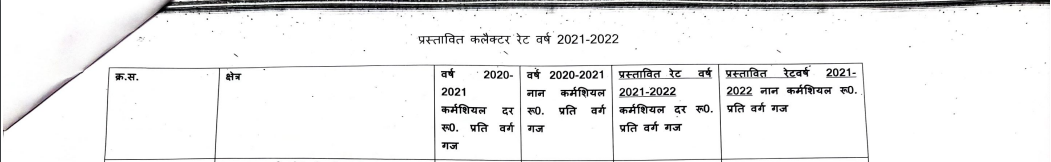 प्रस्तावित कलैक्टर रेट वर्ष 2021-2022
क्र.स.
क्षेत्र
वर्ष 2020-
2021
कर्मशियल दर
रू0. प्रति वर्ग
गज
वर्ष 2020-2021
नान कर्मशियल
रू0. प्रति वर्ग
गज
प्रस्तावित रेट वर्ष
2021-2022
कर्मशियल दर रू0.
प्रति वर्ग गज
प्रस्तावित रेटवर्ष 2021-
2022 नान कर्मशियल रू0.
प्रति वर्ग गज